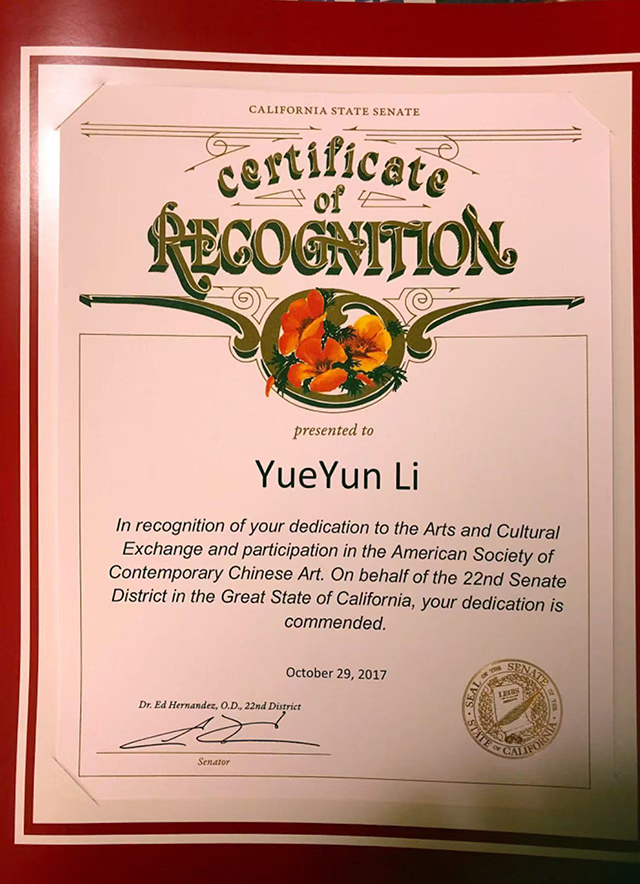 CALIFORNIA STATE SENATE
certificate
of
RECOGNITION
presented to
YueYun Li
In recognition of your dedication to the Arts and Cultural
Exchange and participation in the American Society of
Contemporary Chinese Art. On behalf of the 22nd Senate
District in the Great State of California, your dedication is
commended.
October 29, 2017
Dr. Ed Hernandez, O.D., 22nd District
Senator
SEAL OF THE SENATE OF THE STATE OF CALIFORNIA
LEGIS